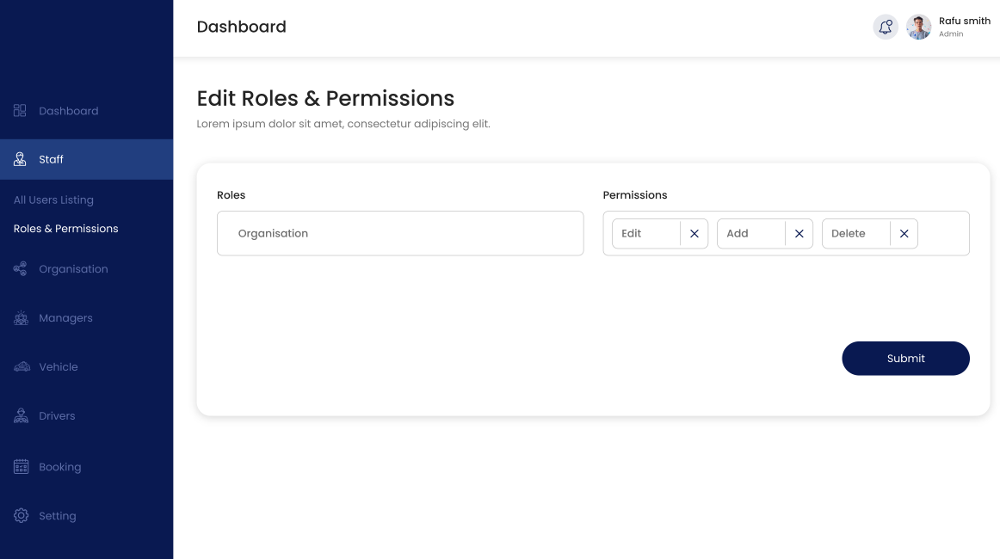 Dashboard
Rafu smith
Admin
Dashboard
Staff
All Users Listing
Roles & Permissions
Organisation
Managers
Vehicle
Drivers
Booking
Setting
Edit Roles & Permissions
Lorem ipsum dolor sit amet, consectetur adipiscing elit.
Roles
Organisation
Permissions
Edit
Add
Delete
Submit